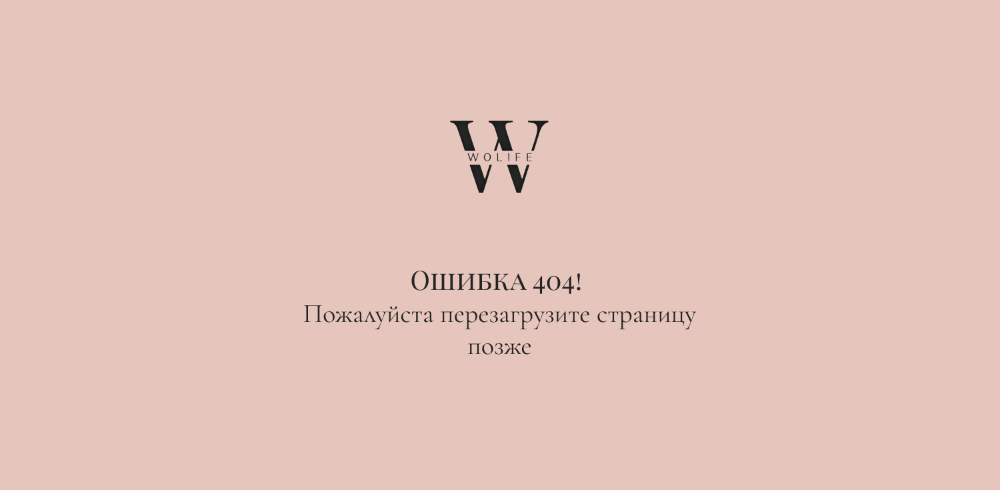 WOLIFE
ОШИБКА 404!
Пожалуйста перезагрузите страницу
позже